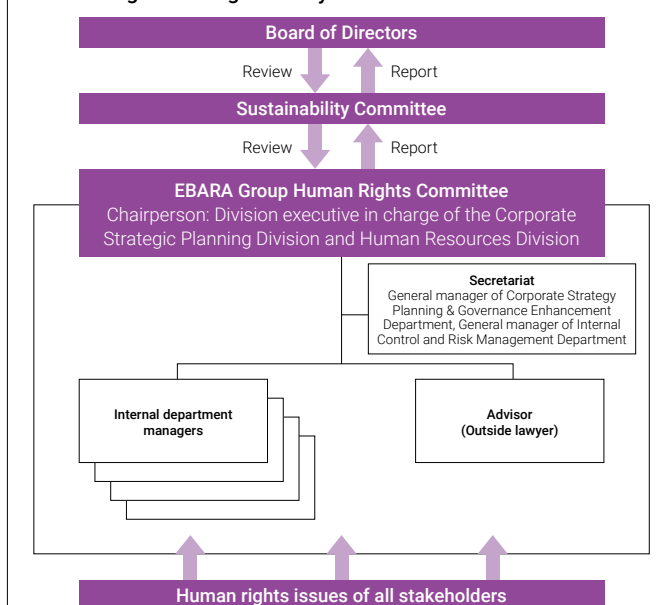 Board of Directors
Review
Report
Sustainability Committee
Review
Report
EBARA Group Human Rights Committee
Chairperson: Division executive in charge of the Corporate
Strategic Planning Division and Human Resources Division
Secretariat
General manager of Corporate Strategy
Planning & Governance Enhancement
Department, General manager of Internal
Control and Risk Management Department
Internal department
managers
Advisor
(Outside lawyer)
Human rights issues of all stakeholders